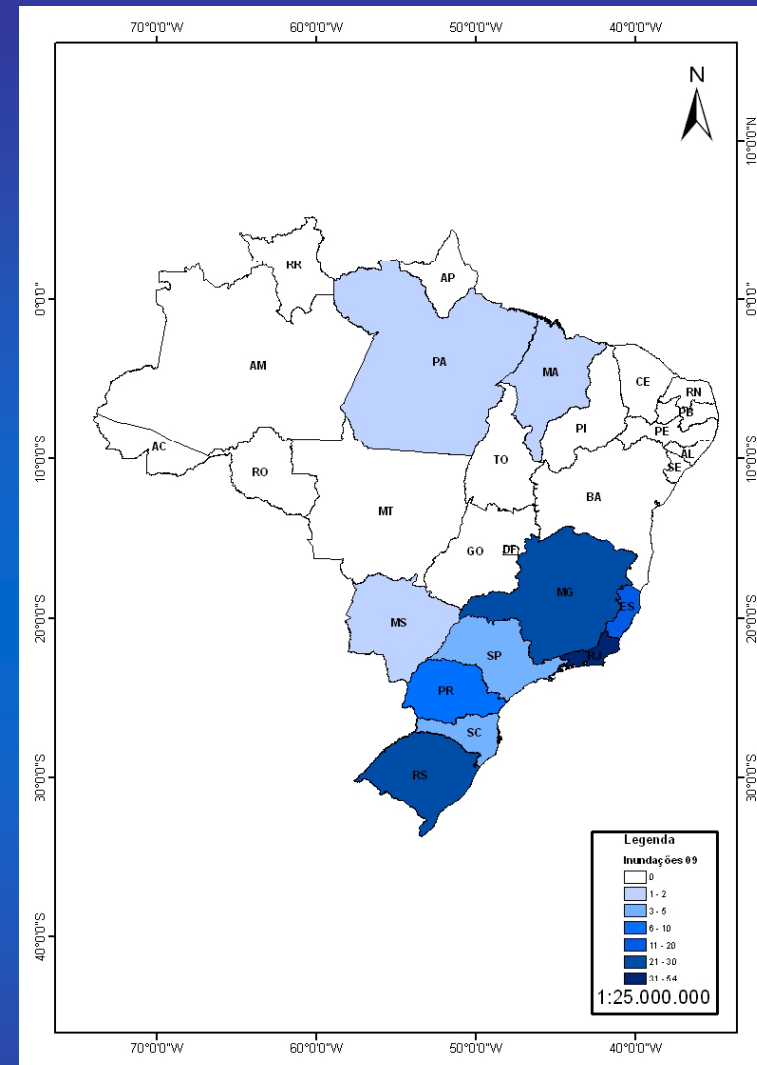 70°0'0"W 60°0'0"W 50°0'0"W 40°0'0"W
N
10°0'0"N
RR
AP
0°0'0" 0°0'0"
AM
PA
MA
CE
RN
PB
PI
PE
AC
AL
SE
TO
10°0'0"S 10°0'0"S
RO
BA
MT
GO
DF
MG
ES
20°0'0"S 20°0'0"S
MS
SP
RJ
PR
SC
RS
30°0'0"S 30°0'0"S
Legenda
Inundações 09
0
1 - 2
3 - 5
6 - 10
11 - 20
21 - 30
31 - 54
1:25.000.000
40°0'0"S
70°0'0"W 60°0'0"W 50°0'0"W 40°0'0"W